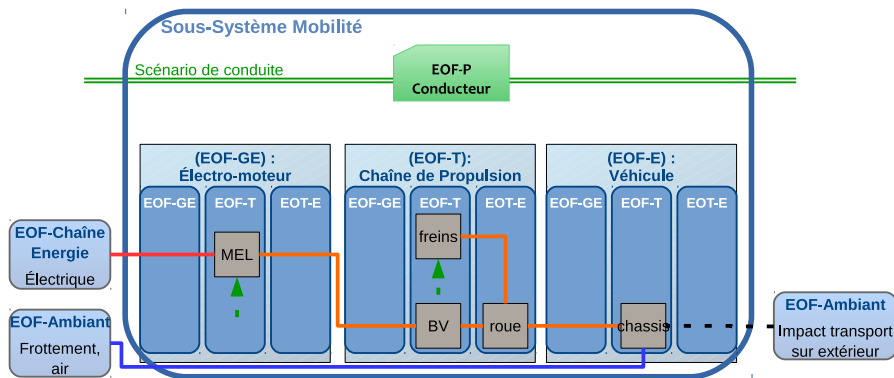 Sous-Système Mobilité
Scénario de conduite
EOF-P
Conducteur
(EOF-GE) :
Électro-moteur
(EOF-T):
Chaîne de Propulsion
(EOF-E) :
Véhicule
EOF-GE
EOF-T
EOT-E
EOF-GE
EOF-T
EOT-E
EOF-GE
EOF-T
EOT-E
EOF-Chaîne
Energie
Électrique
MEL
freins
EOF-Ambiant
Frottement,
air
BV
roue
chassis
EOF-Ambiant
Impact transport
sur extérieur